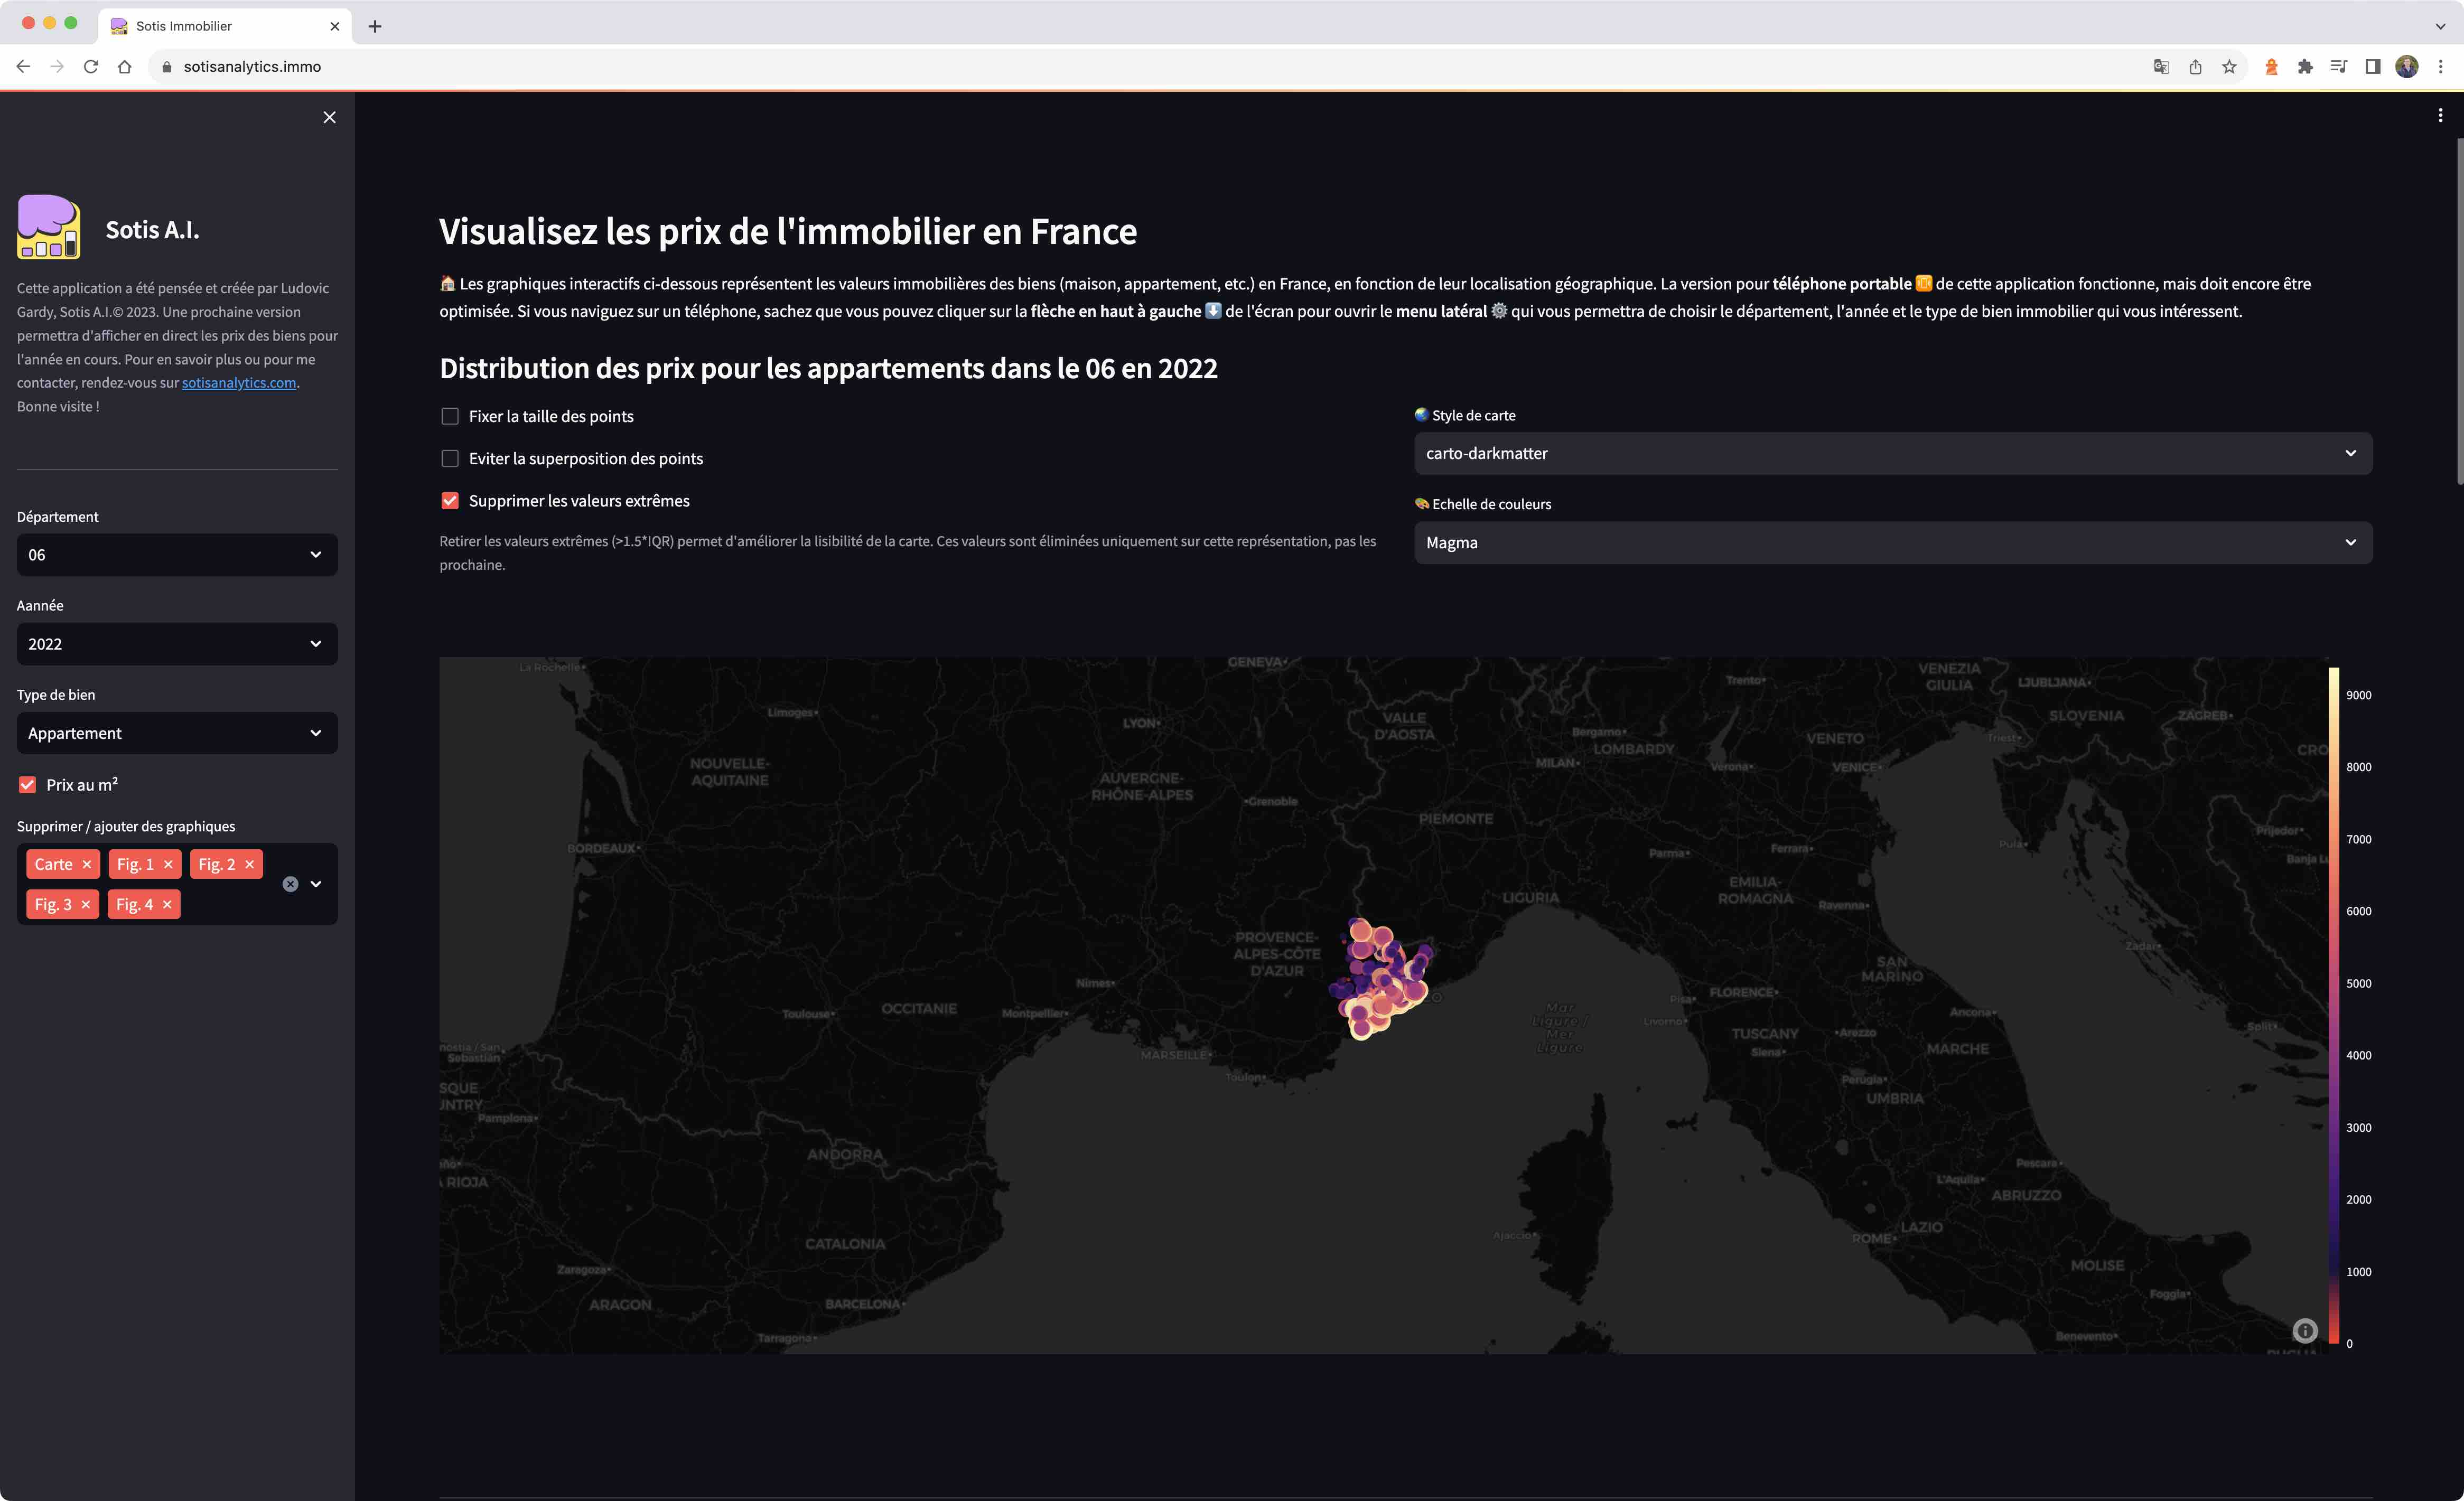 Sotis Immobilier
sotisanalytics.immo
Sotis A.I.
Cette application a été pensée et créée par Ludovic
Gardy, Sotis A.I.© 2023. Une prochaine version
permettra d'afficher en direct les prix des biens pour
l'année en cours. Pour en savoir plus ou pour me
contacter, rendez-vous sur sotisanalytics.com.
Bonne visite !
Département
06
Aannée
2022
Type de bien
Appartement
Prix au m²
Supprimer / ajouter des graphiques
Carte
Fig. 1
Fig. 2
Fig. 3
Fig. 4
Visualisez les prix de l'immobilier en France
🏠 Les graphiques interactifs ci-dessous représentent les valeurs immobilières des biens (maison, appartement, etc.) en France, en fonction de leur localisation géographique. La version pour téléphone portable de cette application fonctionne, mais doit encore être
optimisée. Si vous naviguez sur un téléphone, sachez que vous pouvez cliquer sur la flèche en haut à gauche ⬇️ de l'écran pour ouvrir le menu latéral ⚙️ qui vous permettra de choisir le département, l'année et le type de bien immobilier qui vous intéressent.
Distribution des prix pour les appartements dans le 06 en 2022
Fixer la taille des points
Eviter la superposition des points
Supprimer les valeurs extrêmes
Retirer les valeurs extrêmes (>1.5*IQR) permet d'améliorer la lisibilité de la carte. Ces valeurs sont éliminées uniquement sur cette représentation, pas les
prochaine.
🌏 Style de carte
carto-darkmatter
🎨 Echelle de couleurs
Magma
La Rochelle
GENEVA
VENEZIA
GIULIA
LJUBLJANA
Trento
Limoges
LYON
VALLE
D'AOSTA
SLOVENIA
ZAGREB
Bergamo
LOMBARDY
VENETO
Triest
CRO
NOUVELLE-
AQUITAINE
MILAN
Verona
VENICE
AUVERGNE-
RHÔNE-ALPES
Grenoble
PIEMONTE
Prijedor
BORDEAUX
Parma
Ferrara
Pula
Banja Lu
EMILIA-
ROMAGNA
LIGURIA
Ravenna
PROVENCE-
ALPES-CÔTE
D'AZUR
Zadar
SAN
MARINO
Nîmes
Pisa
FLORENCE
OCCITANIE
Toulouse
Montpellier
Mar
Ligure /
Mer
Ligure
Livorno
Ancona
TUSCANY
Arezzo
Split
nostia / San
Sebastián
MARSEILLE
Siena
MARCHE
Toulon
Perugia
SQUE
UNTRY
UMBRIA
Pamplona
ANDORRA
Pescara
A RIOJA
L'Aquila
ABRUZZO
LAZIO
CATALONIA
Ajaccio
ROME
Zaragoza
MOLISE
ARAGON
BARCELONA
Foggia
Tarragona
Benevento
9000
8000
7000
6000
5000
4000
3000
2000
1000
0